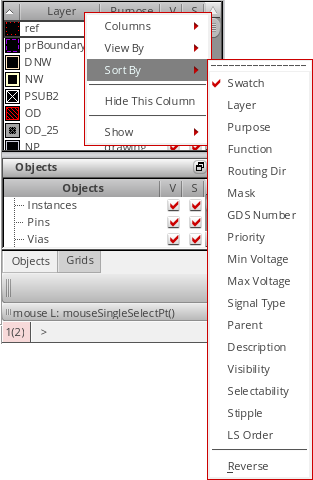 Layer Purpose V S
ref
prBoundary
DNW
NW
PSUB2
OD
OD_25
NP drawing
Columns
View By
Sort By
Hide This Column
Show
Swatch
Layer
Purpose
Function
Routing Dir
Mask
GDS Number
Priority
Min Voltage
Max Voltage
Signal Type
Parent
Description
Visibility
Selectability
Stipple
LS Order
Reverse
Objects
Objects V S
Instances
Pins
Vias
Objects Grids
mouse L: mouseSingleSelectPt()
1(2) >